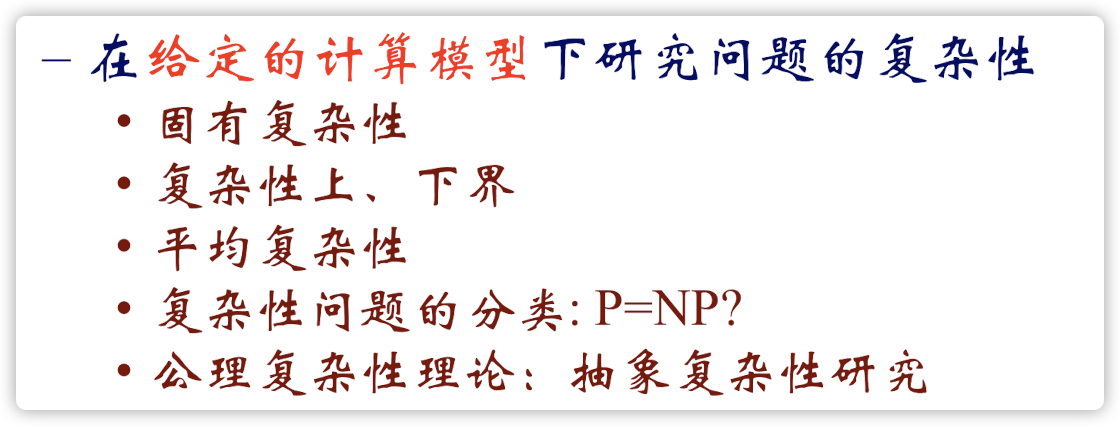 – 在给定的计算模型下研究问题的复杂性
• 固有复杂性
• 复杂性上、下界
• 平均复杂性
• 复杂性问题的分类: P=NP?
• 公理复杂性理论：抽象复杂性研究